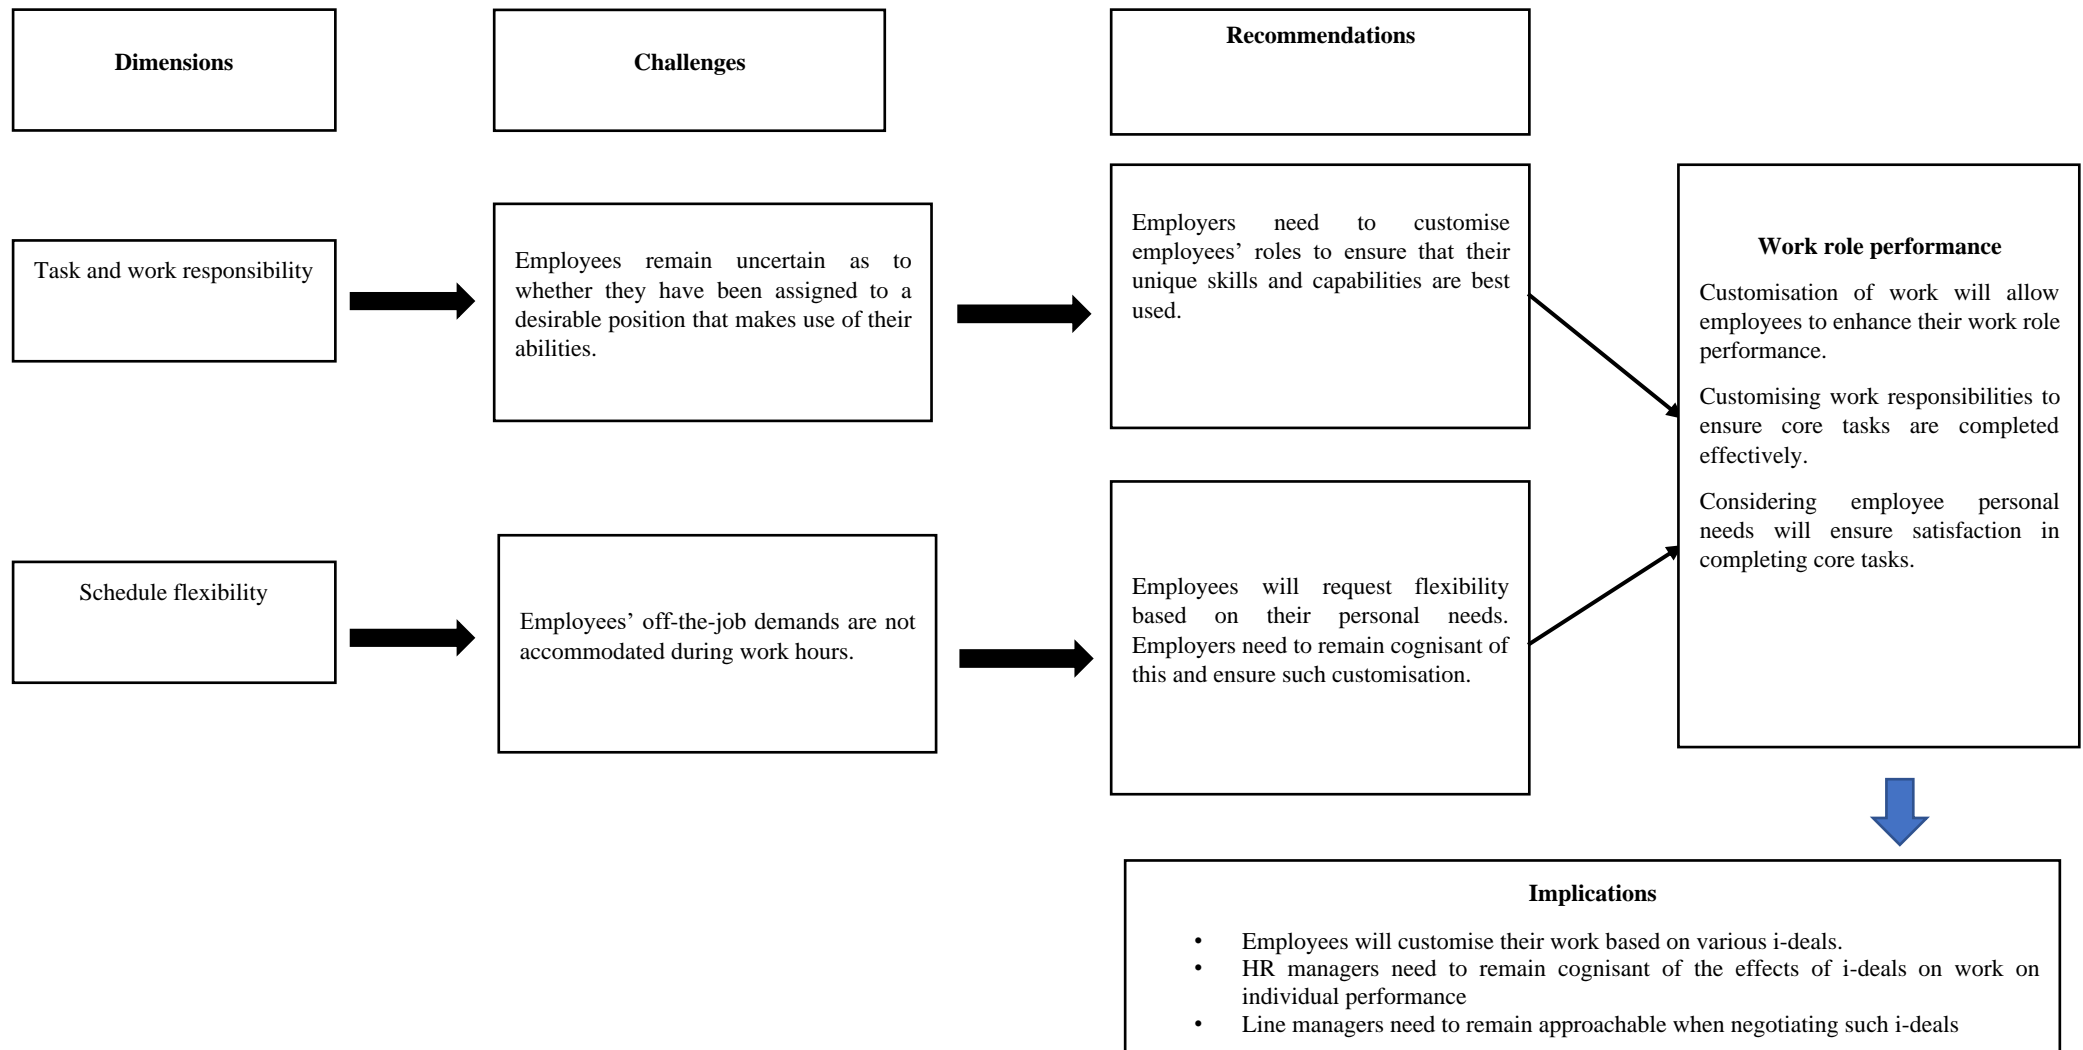 Dimensions
Challenges
Recommendations
Task and work responsibility
Employees remain uncertain as to
whether they have been assigned to a
desirable position that makes use of their
abilities.
Employers need to customise
employees’ roles to ensure that their
unique skills and capabilities are best
used.
Work role performance
Customisation of work will allow
employees to enhance their work role
performance.
Customising work responsibilities to
ensure core tasks are completed
effectively.
Considering employee personal
needs will ensure satisfaction in
completing core tasks.
Schedule flexibility
Employees’ off-the-job demands are not
accommodated during work hours.
Employees will request flexibility
based on their personal needs.
Employers need to remain cognisant of
this and ensure such customisation.
Implications
• Employees will customise their work based on various i-deals.
• HR managers need to remain cognisant of the effects of i-deals on work on
individual performance
• Line managers need to remain approachable when negotiating such i-deals